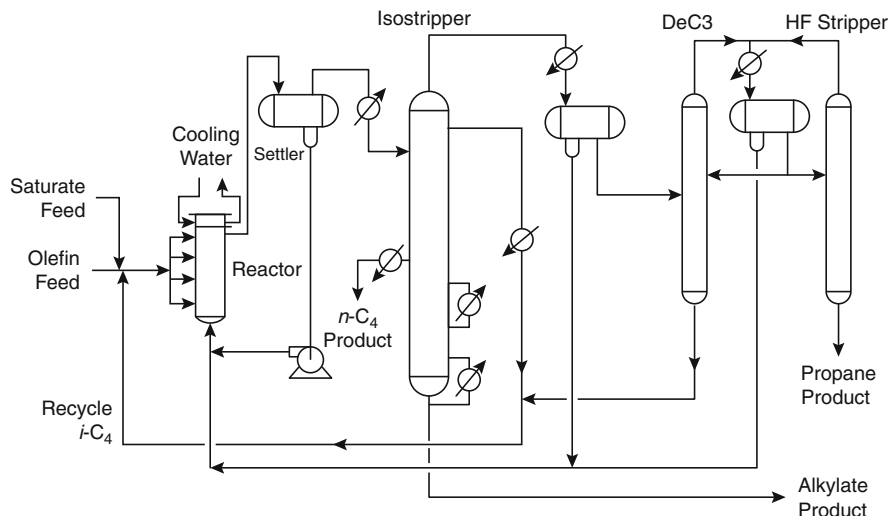 Isostripper
DeC3
HF Stripper
Cooling
Water
Settler
Saturate
Feed
Olefin
Feed
Reactor
n-C₄
Product
Propane
Product
Recycle
i-C₄
Alkylate
Product